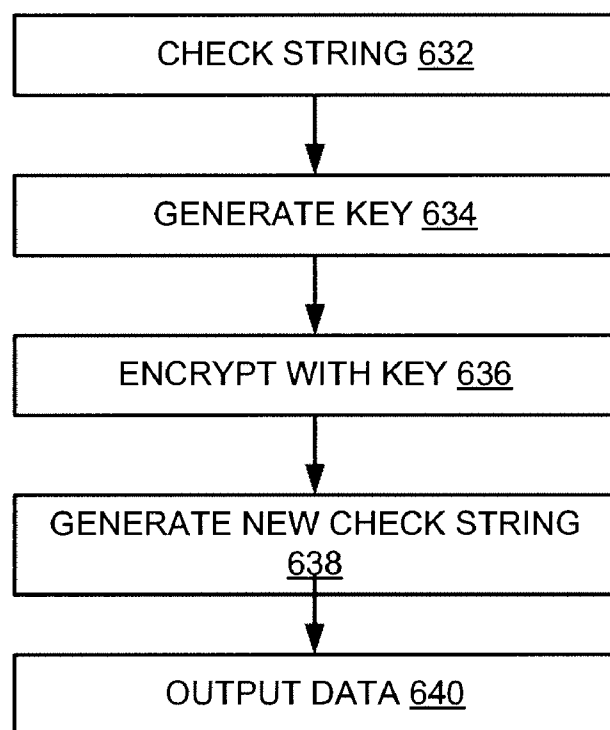 CHECK STRING 632
GENERATE KEY 634
ENCRYPT WITH KEY 636
GENERATE NEW CHECK STRING
638
OUTPUT DATA 640